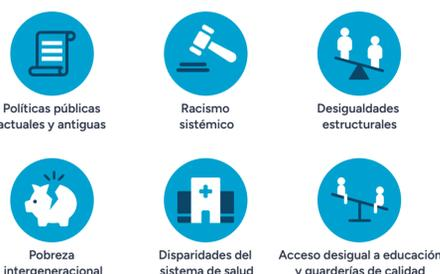 Políticas públicas
actuales y antiguas
Racismo
sistémico
Desigualdades
estructurales
Pobreza
intergeneracional
Disparidades del
sistema de salud
Acceso desigual a educación
y guarderías de calidad